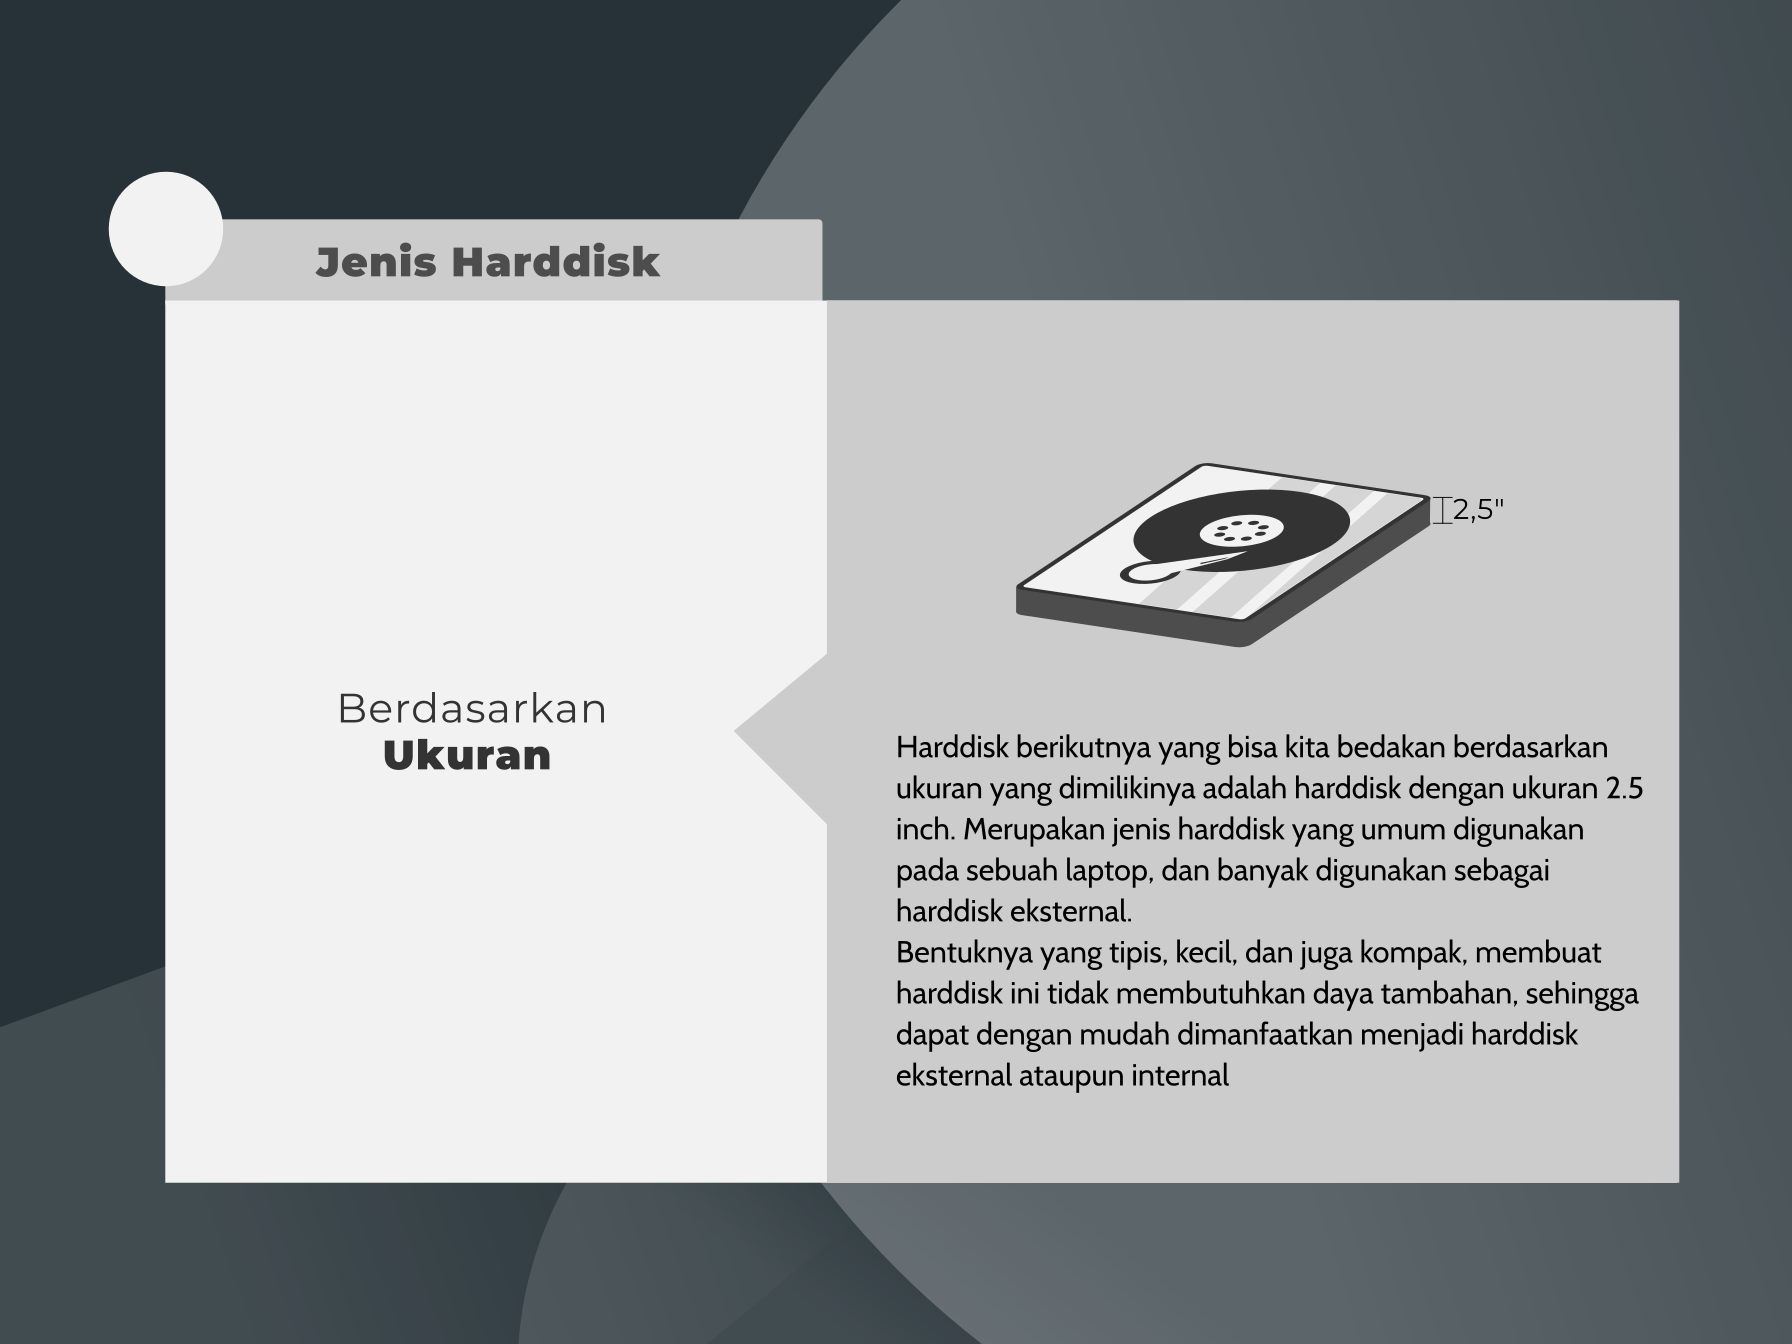 Jenis Harddisk
Berdasarkan
Ukuran
2,5"
Harddisk berikutnya yang bisa kita bedakan berdasarkan
ukuran yang dimilikinya adalah harddisk dengan ukuran 2.5
inch. Merupakan jenis harddisk yang umum digunakan
pada sebuah laptop, dan banyak digunakan sebagai
harddisk eksternal.
Bentuknya yang tipis, kecil, dan juga kompak, membuat
harddisk ini tidak membutuhkan daya tambahan, sehingga
dapat dengan mudah dimanfaatkan menjadi harddisk
eksternal ataupun internal